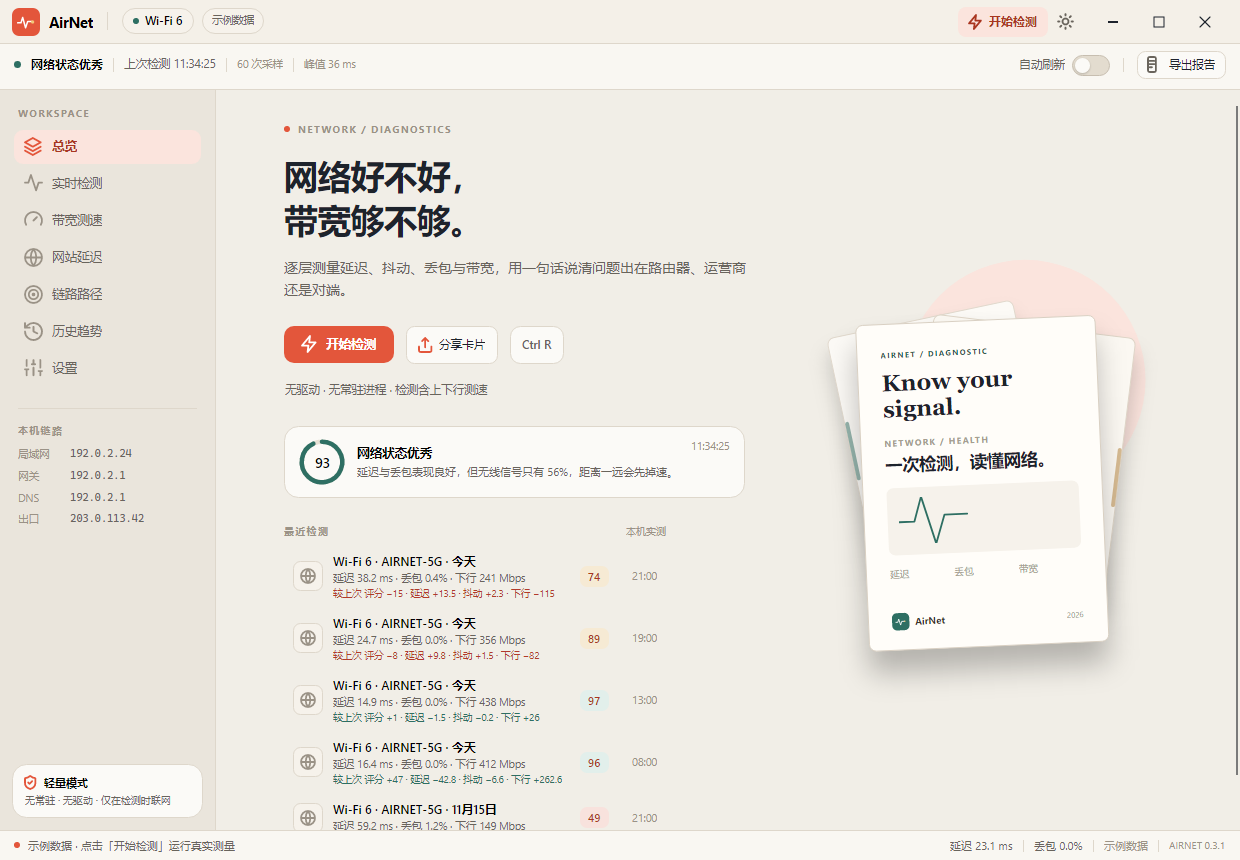 AirNet
Wi-Fi 6
示例数据
开始检测
网络状态优秀
上次检测 11:34:25
60 次采样
峰值 36 ms
自动刷新
导出报告
WORKSPACE
总览
实时检测
带宽测速
网站延迟
链路路径
历史趋势
设置
本机链路
局域网 192.0.2.24
网关 192.0.2.1
DNS 192.0.2.1
出口 203.0.113.42
轻量模式
无常驻 · 无驱动 · 仅在检测时联网
NETWORK / DIAGNOSTICS
网络好不好，
带宽够不够。
逐层测量延迟、抖动、丢包与带宽，用一句话说清问题出在路由器、运营商
还是对端。
开始检测
分享卡片
Ctrl R
无驱动 · 无常驻进程 · 检测含上下行测速
93
网络状态优秀
11:34:25
延迟与丢包表现良好，但无线信号只有 56%，距离一远会先掉速。
最近检测
本机实测
Wi-Fi 6 · AIRNET-5G · 今天
延迟 38.2 ms · 丢包 0.4% · 下行 241 Mbps
较上次 评分 −15 · 延迟 +13.5 · 抖动 +2.3 · 下行 −115
74
21:00
Wi-Fi 6 · AIRNET-5G · 今天
延迟 24.7 ms · 丢包 0.0% · 下行 356 Mbps
较上次 评分 −8 · 延迟 +9.8 · 抖动 +1.5 · 下行 −82
89
19:00
Wi-Fi 6 · AIRNET-5G · 今天
延迟 14.9 ms · 丢包 0.0% · 下行 438 Mbps
较上次 评分 +1 · 延迟 −1.5 · 抖动 −0.2 · 下行 +26
97
13:00
Wi-Fi 6 · AIRNET-5G · 今天
延迟 16.4 ms · 丢包 0.0% · 下行 412 Mbps
较上次 评分 +47 · 延迟 −42.8 · 抖动 −6.6 · 下行 +262.6
96
08:00
Wi-Fi 6 · AIRNET-5G · 11月15日
延迟 59.2 ms · 丢包 1.2% · 下行 149 Mbps
49
21:00
AIRNET / DIAGNOSTIC
Know your
signal.
NETWORK / HEALTH
一次检测，读懂网络。
延迟
丢包
带宽
AirNet
2026
示例数据 · 点击「开始检测」运行真实测量
延迟 23.1 ms
丢包 0.0%
示例数据
AIRNET 0.3.1